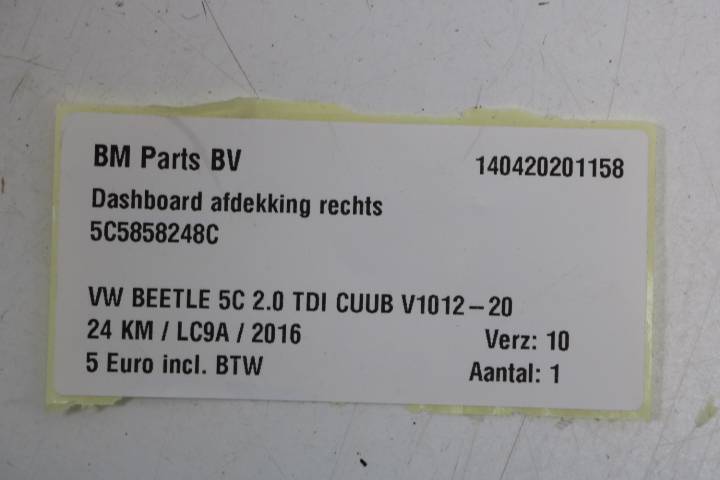 BM Parts BV 140420201158
Dashboard afdekking rechts
5C5858248C
VW BEETLE 5C 2.0 TDI CUUB V1012-20
24 KM / LC9A / 2016 Verz: 10
5 Euro incl. BTW Aantal: 1